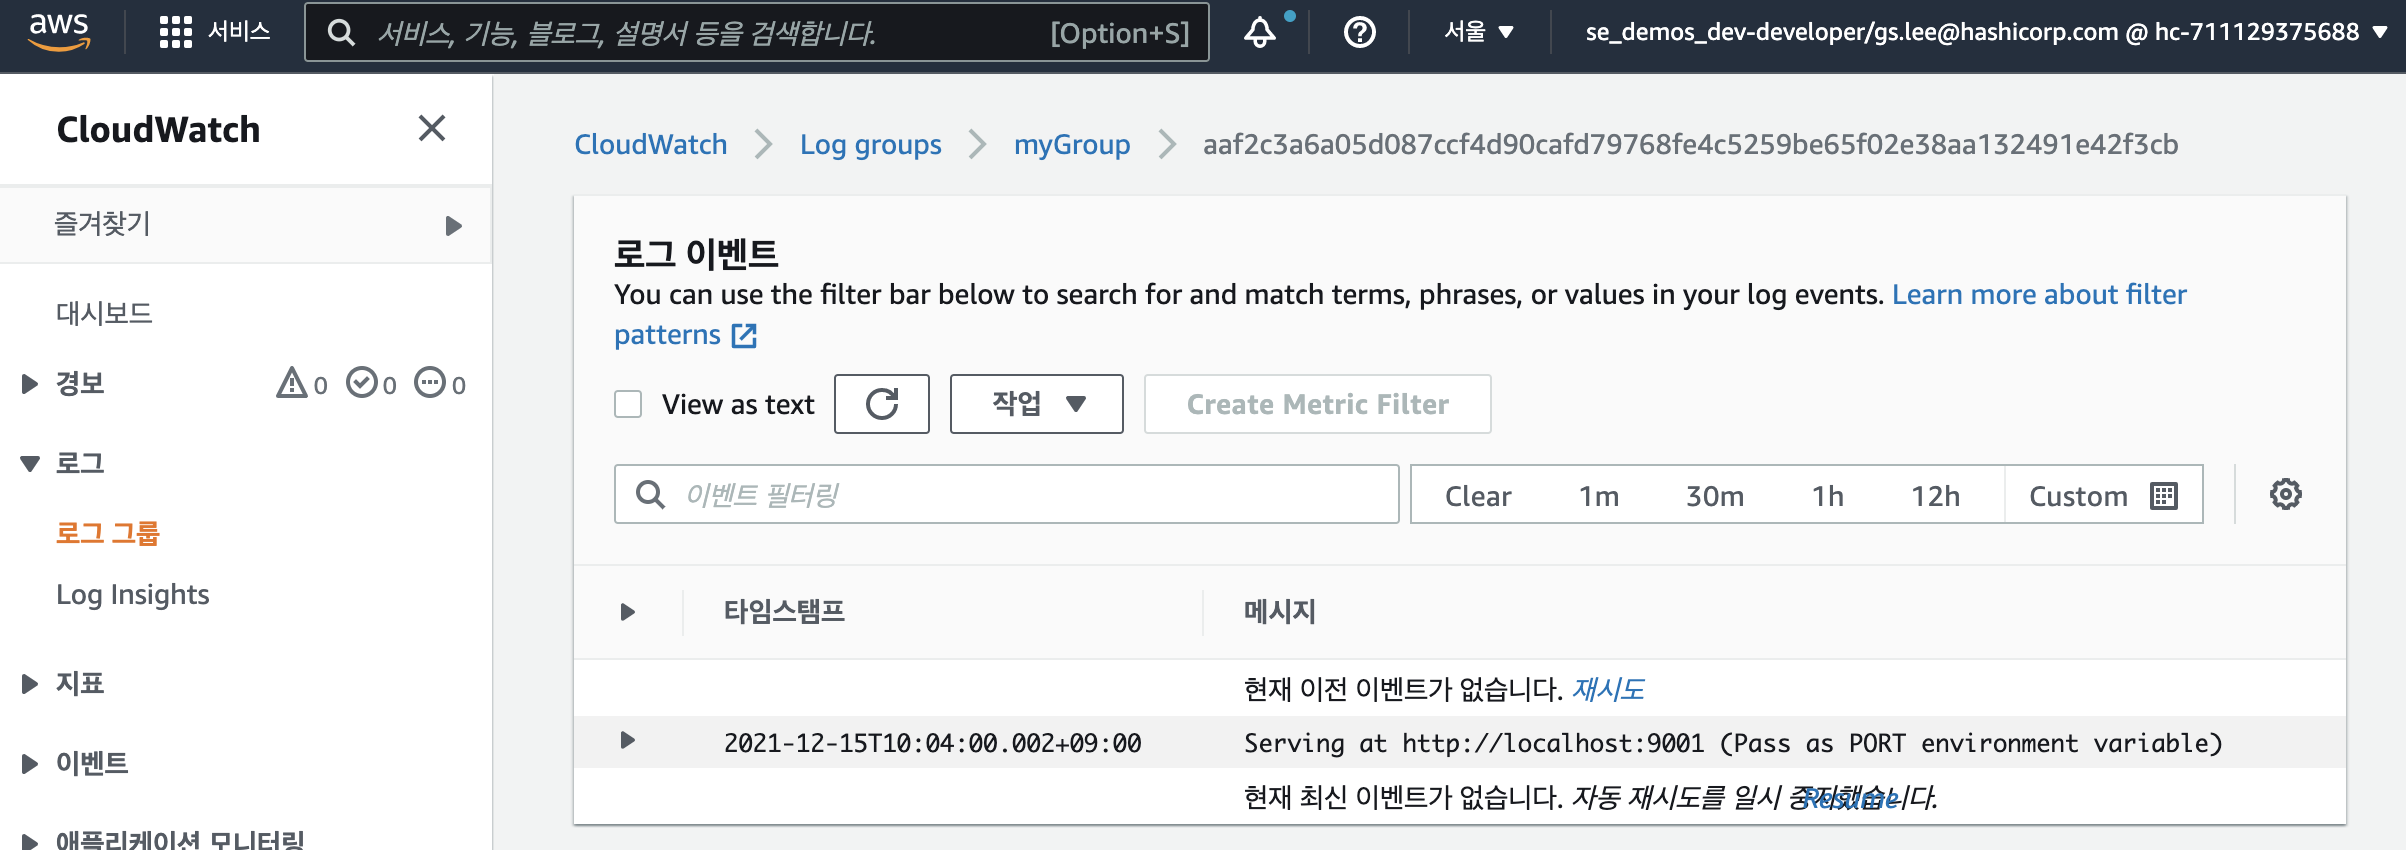 aws
서비스
서비스, 기능, 블로그, 설명서 등을 검색합니다.
[Option+S]
서울
se_demos_dev-developer/gs.lee@hashicorp.com @ hc-711129375688
CloudWatch
즐겨찾기
대시보드
경보
0
0
0
로그
로그 그룹
Log Insights
지표
이벤트
애플리케이션 모니터링
CloudWatch
Log groups
myGroup
aaf2c3a6a05d087ccf4d90cafd79768fe4c5259be65f02e38aa132491e42f3cb
로그 이벤트
You can use the filter bar below to search for and match terms, phrases, or values in your log events. Learn more about filter
patterns
View as text
작업
Create Metric Filter
이벤트 필터링
Clear
1m
30m
1h
12h
Custom
타임스탬프
메시지
현재 이전 이벤트가 없습니다. 재시도
2021-12-15T10:04:00.002+09:00
Serving at http://localhost:9001 (Pass as PORT environment variable)
현재 최신 이벤트가 없습니다. 자동 재시도를 일시 중지했습니다.
Resume